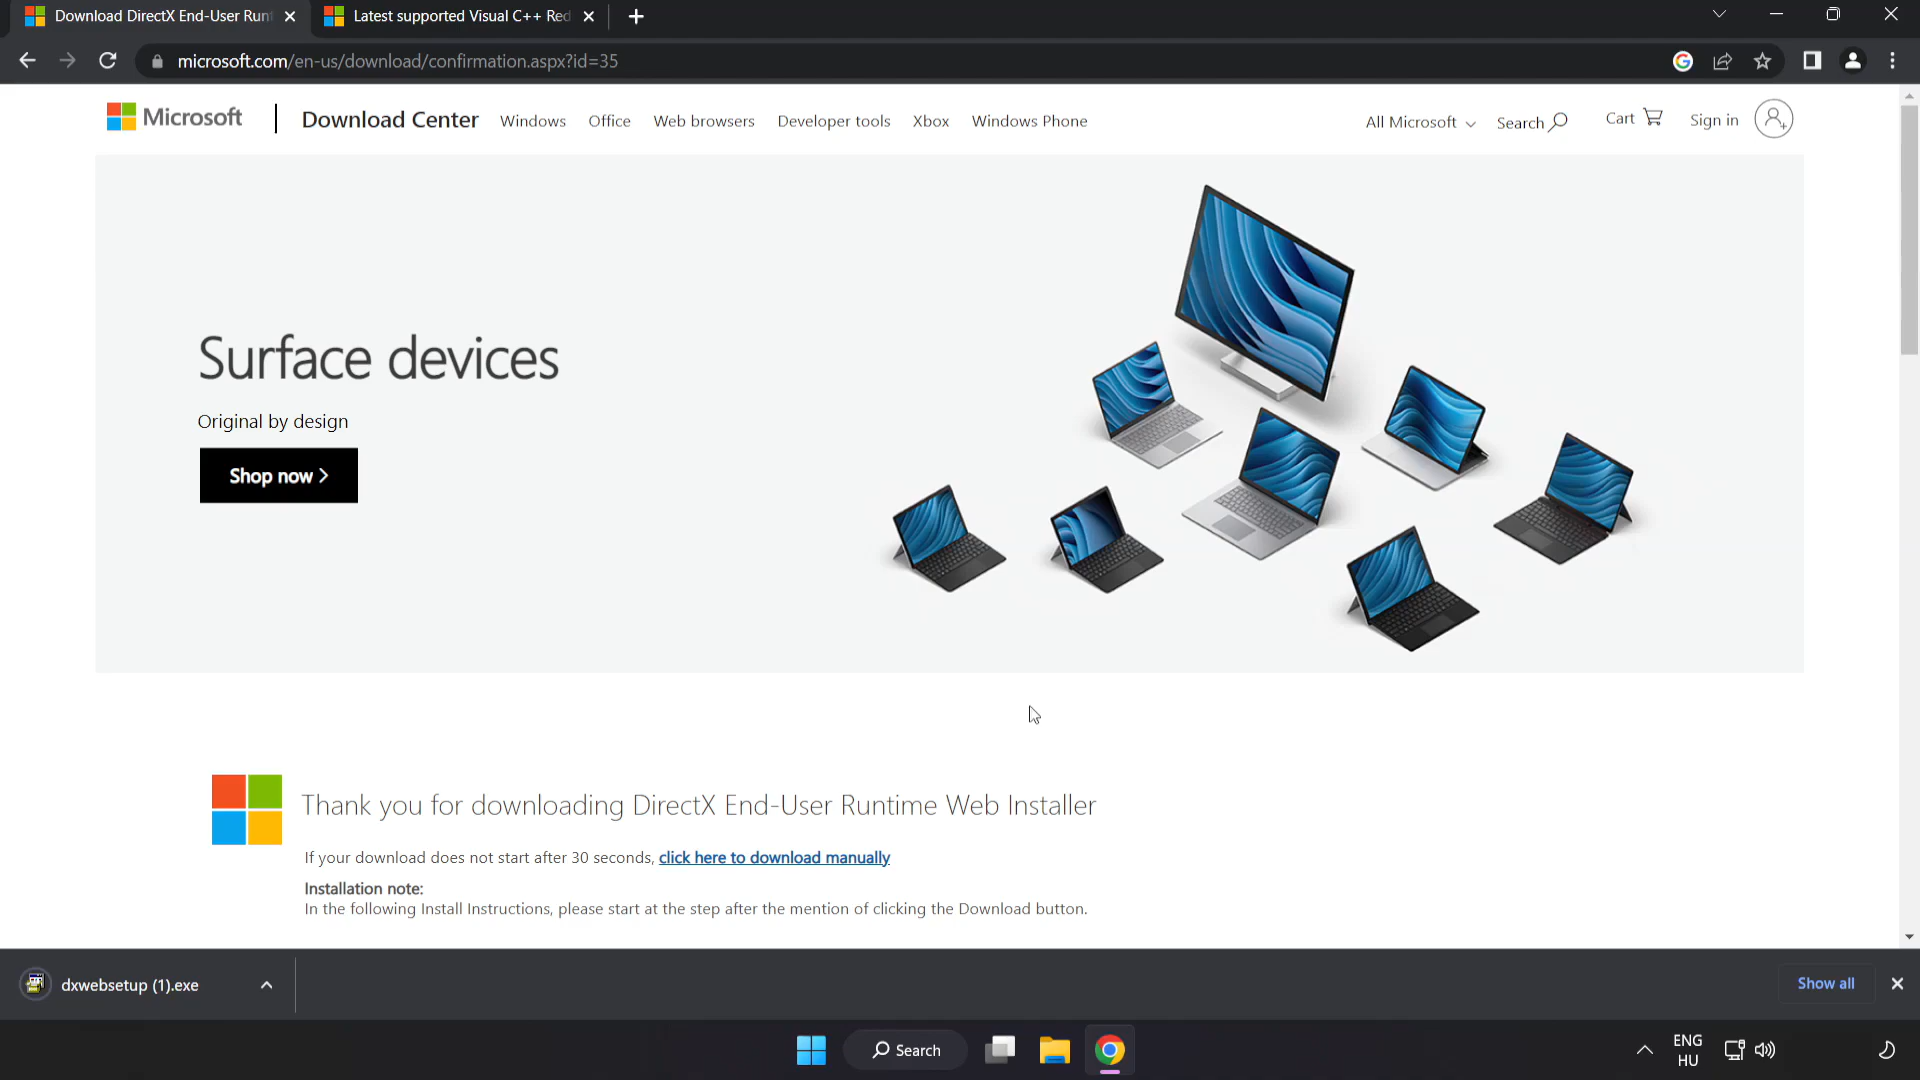 Download DirectX End-User Runt
Latest supported Visual C++ Red
microsoft.com/en-us/download/confirmation.aspx?id=35
Microsoft
Download Center
Windows
Office
Web browsers
Developer tools
Xbox
Windows Phone
All Microsoft
Search
Cart
Sign in
Surface devices
Original by design
Shop now
Thank you for downloading DirectX End-User Runtime Web Installer
If your download does not start after 30 seconds, click here to download manually
Installation note:
In the following Install Instructions, please start at the step after the mention of clicking the Download button.
dxwebsetup (1).exe
Show all
Search
ENG
HU